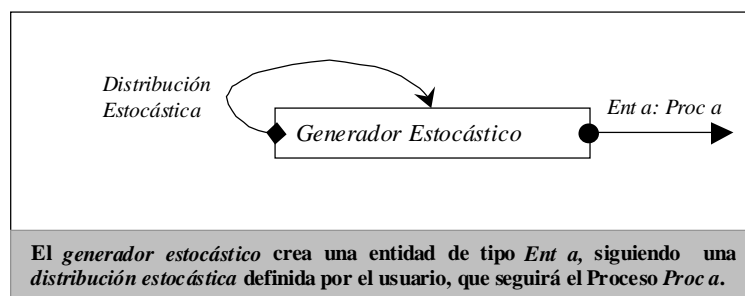 Distribución
Estocástica
Generador Estocástico
Ent a: Proc a
El generador estocástico crea una entidad de tipo Ent a, siguiendo una
distribución estocástica definida por el usuario, que seguirá el Proceso Proc a.